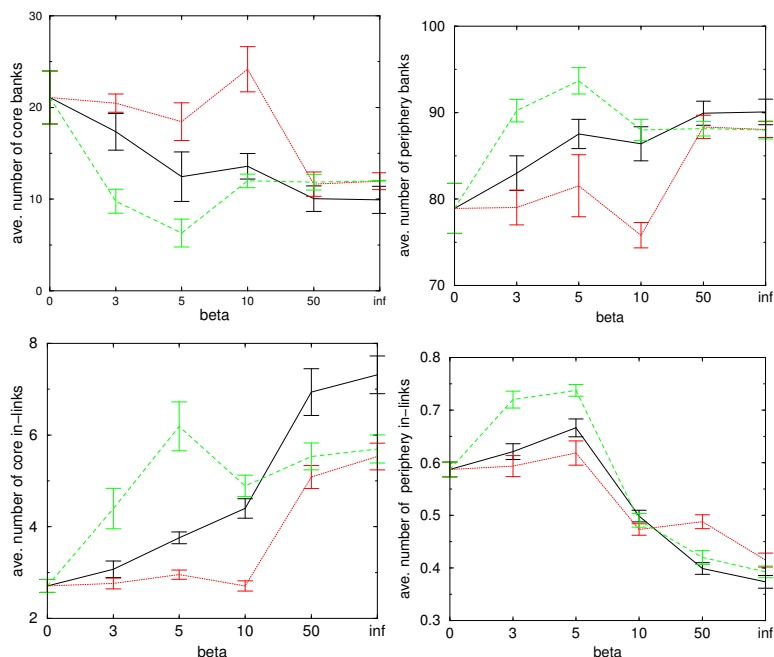 30
20
10
0
ave. number of core banks
0 3 5 10 50 inf
beta
100
90
80
70
ave. number of periphery banks
0 3 5 10 50 inf
beta
8
6
4
2
ave. number of core in-links
0 3 5 10 50 inf
beta
0.8
0.7
0.6
0.5
0.4
0.3
ave. number of periphery in-links
0 3 5 10 50 inf
beta